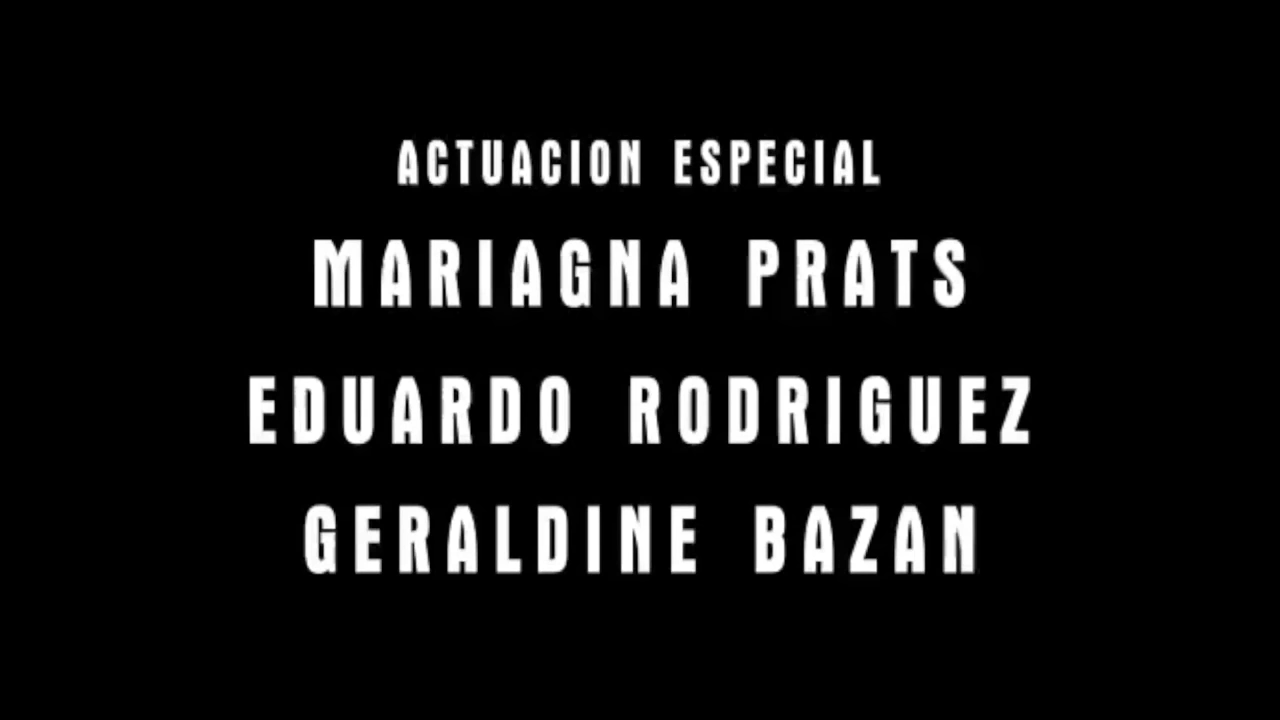 ACTUACION ESPECIAL
MARIAGNA PRATS
EDUARDO RODRIGUEZ
GERALDINE BAZAN